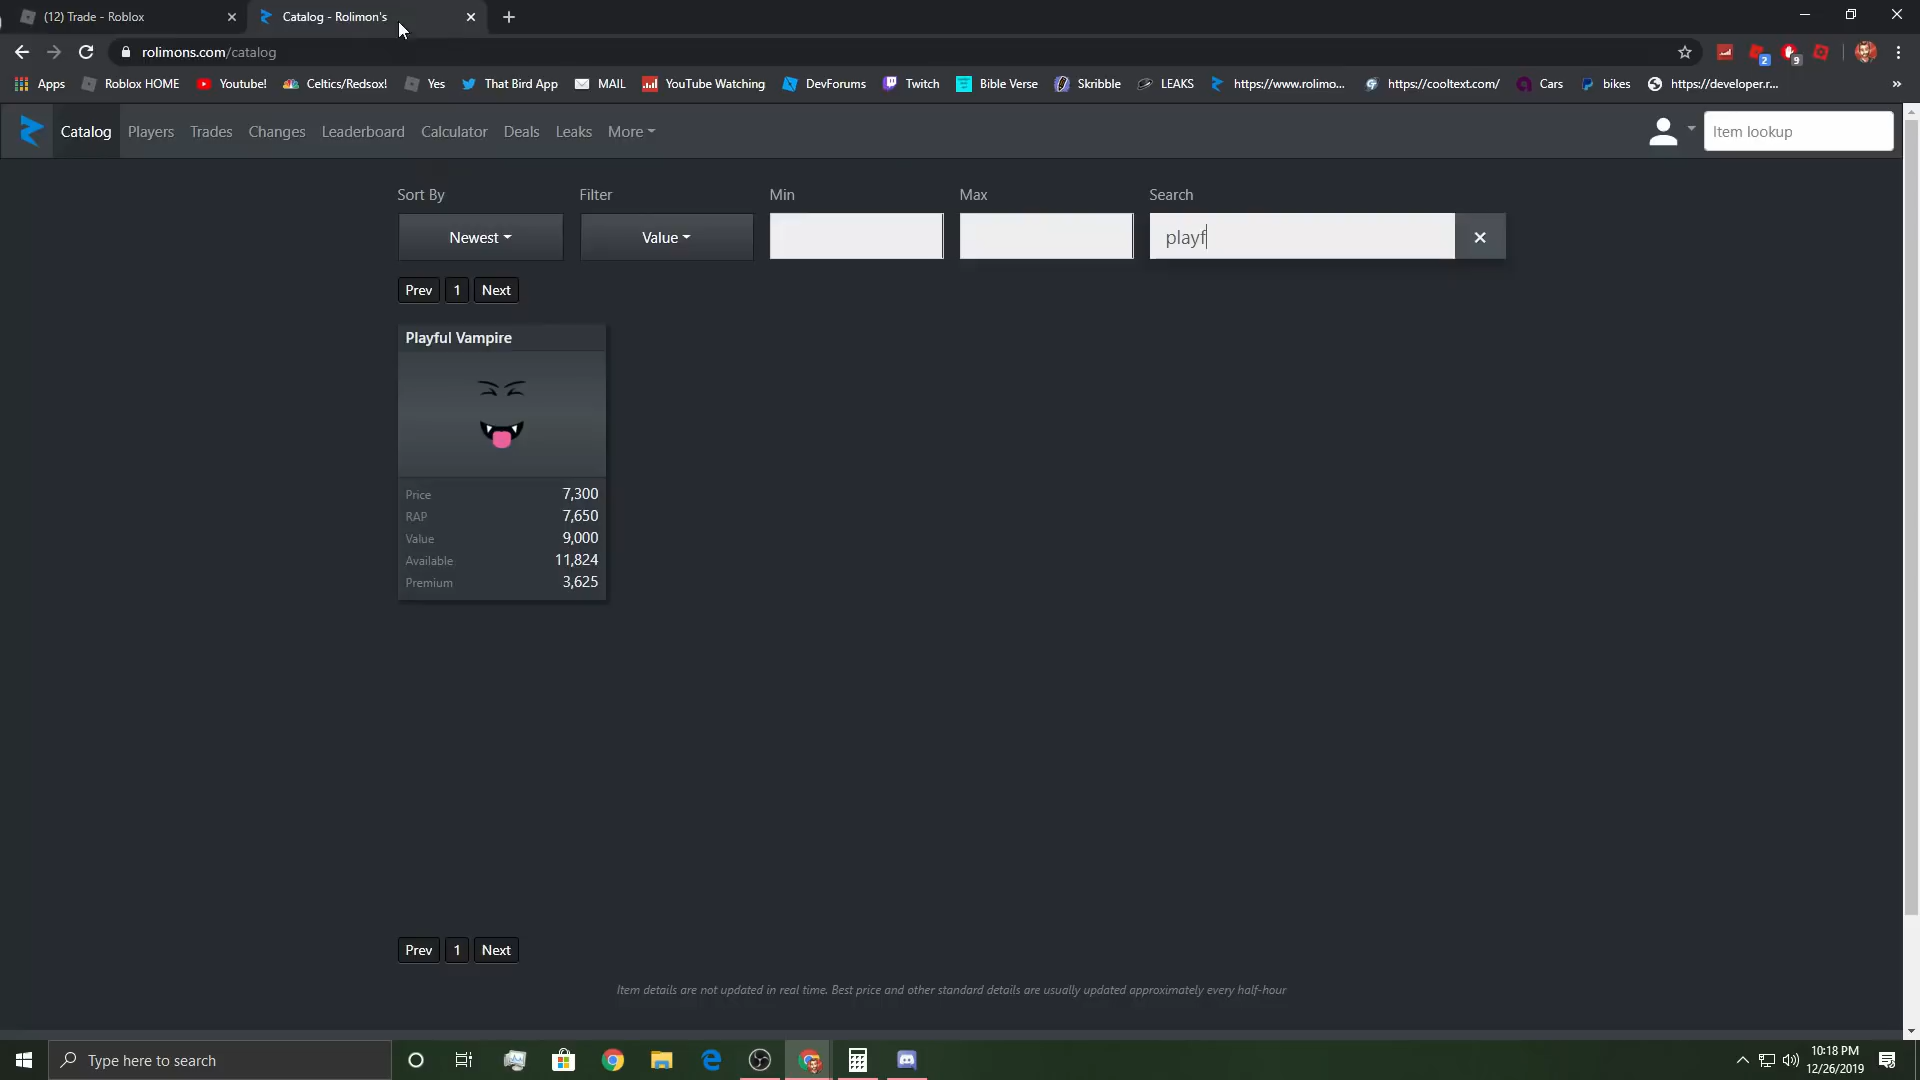 (12) Trade - Roblox
Catalog - Rolimon's
rolimons.com/catalog
2
9
Apps Roblox HOME Youtube! Celtics/Redsox! Yes That Bird App MAIL YouTube Watching DevForums Twitch Bible Verse Skribble LEAKS https://www.rolimo... https://cooltext.com/ Cars bikes https://developer.r... »
Catalog Players Trades Changes Leaderboard Calculator Deals Leaks More Item lookup
Sort By Filter Min Max Search
Newest Value playf
Prev 1 Next
Playful Vampire
Price 7,300
RAP 7,650
Value 9,000
Available 11,824
Premium 3,625
Prev 1 Next
Item details are not updated in real time. Best price and other standard details are usually updated approximately every half-hour
Type here to search
10:18 PM
12/26/2019